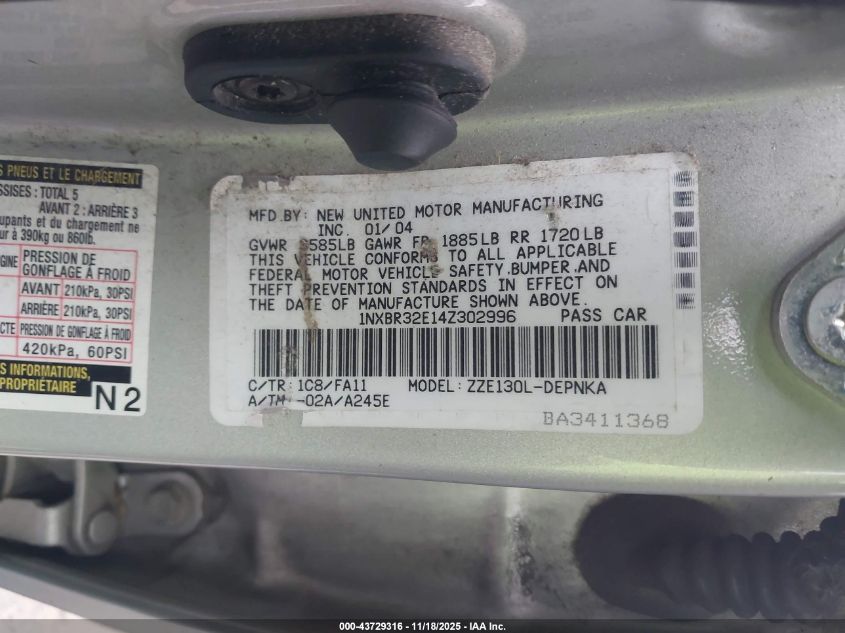 S PNEUS ET LE CHARGEMENT
SSISES : TOTAL 5
AVANT 2 : ARRIÈRE 3
upants et du chargement ne
r à 390kg ou 860lb.
GINE PRESSION DE
GONFLAGE À FROID
AVANT 210kPa, 30PSI
ARRIÈRE 210kPa, 30PSI
CTE PRESSION DE GONFLAGE À FROID
420kPa, 60PSI
S INFORMATIONS,
PROPRIÉTAIRE
N 2
MFD. BY: NEW UNITED MOTOR MANUFACTURING
INC. 01/04
GVWR 3585LB GAWR FR 1885LB RR 1720LB
THIS VEHICLE CONFORMS TO ALL APPLICABLE
FEDERAL MOTOR VEHICLE SAFETY,BUMPER,AND
THEFT PREVENTION STANDARDS IN EFFECT ON
THE DATE OF MANUFACTURE SHOWN ABOVE.
1NXBR32E14Z302996 PASS CAR
C/TR: 1C8/FA11 MODEL: ZZE130L-DEPNKA
A/TM: -02A/A245E
BA3411368
000-43729316 - 11/18/2025 - IAA Inc.